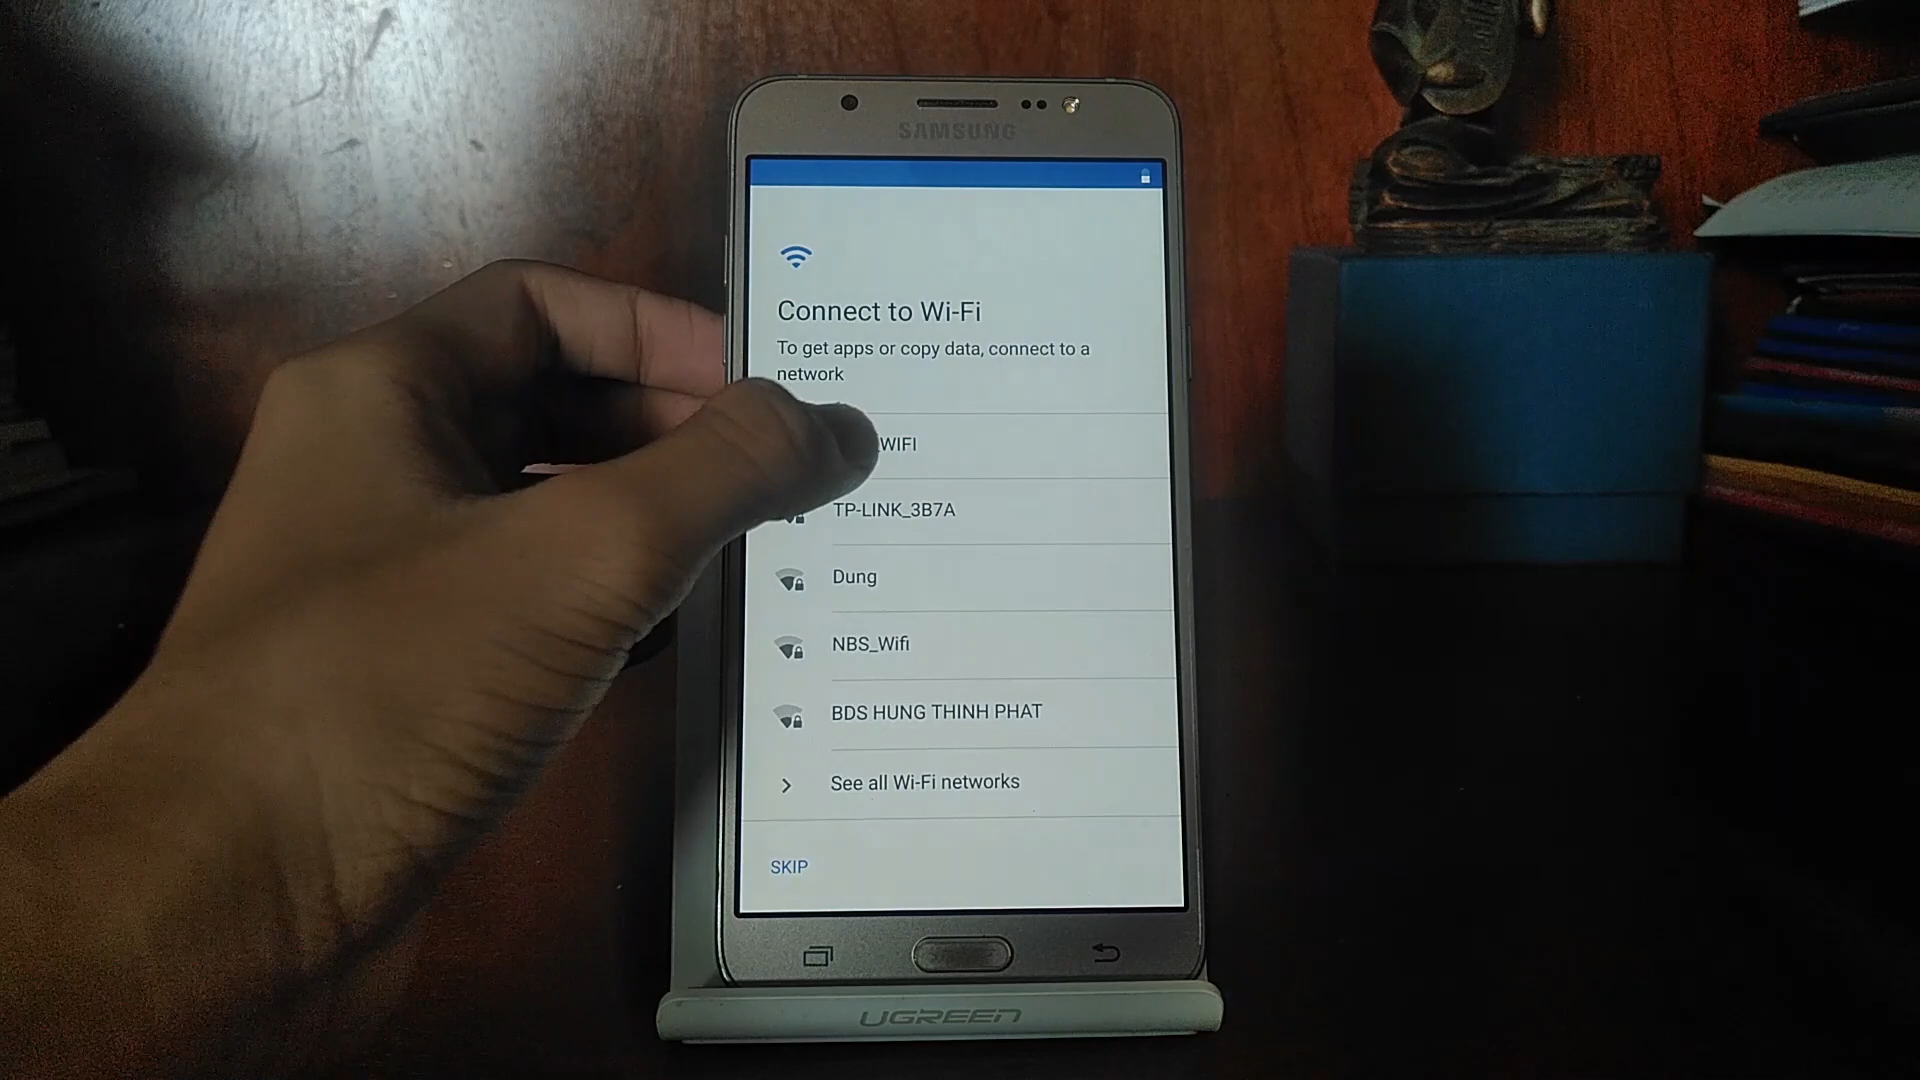 SAMSUNG
Connect to Wi-Fi
To get apps or copy data, connect to a
network
_WIFI
TP-LINK_3B7A
Dung
NBS_Wifi
BDS HUNG THINH PHAT
See all Wi-Fi networks
SKIP
UGREEN